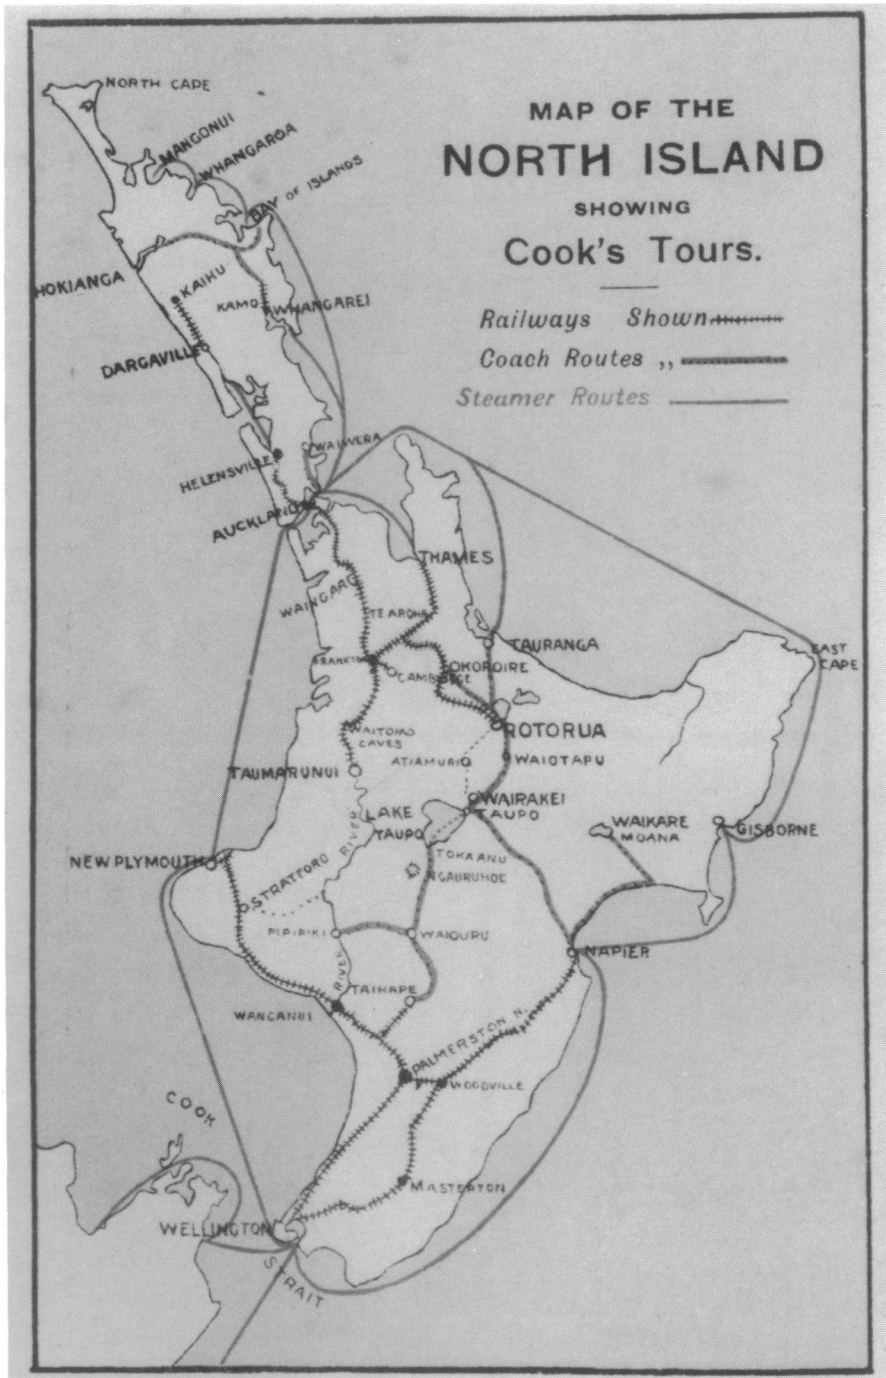 MAP OF THE
NORTH ISLAND
SHOWING
Cook's Tours.
Railways Shown
Coach Routes ,,
Steamer Routes
NORTH CAPE
MANGONUI
WHANGAROA
BAY OF ISLANDS
HOKIANGA
KAIHU
KAMO
WHANGAREI
DARGAVILLE
WAIWERA
HELENSVILLE
AUCKLAND
THAMES
WAINGARO
TE AROHA
TAURANGA
EAST
CAPE
FRANKTON
OKOROIRE
CAMBRIDGE
ROTORUA
WAITOMO
CAVES
ATIAMURI
WAIOTAPU
TAUMARUNUI
WAIRAKEI
LAKE
TAUPO
TAUPO
RIVER
WAIKARE
MOANA
GISBORNE
NEW PLYMOUTH
TOKAANU
NGAURUHOE
STRATFORD
PIPIRIKI
WAIOURU
NAPIER
RIVER
TAIHAPE
WANGANUI
PALMERSTON N.
WOODVILLE
COOK
MASTERTON
WELLINGTON
STRAIT